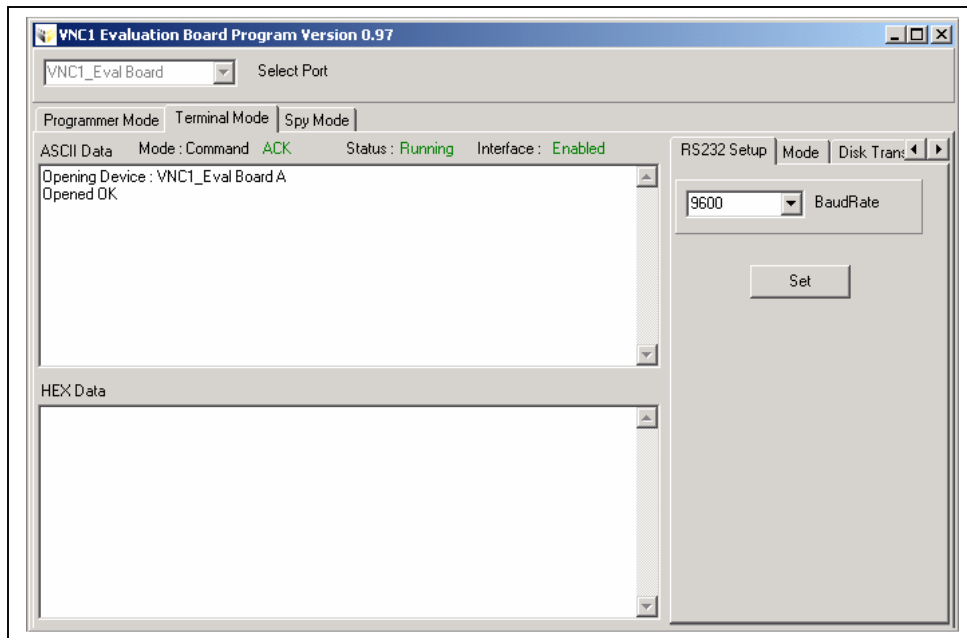 VNC1 Evaluation Board Program Version 0.97
VNC1_Eval Board Select Port
Programmer Mode Terminal Mode Spy Mode
ASCII Data Mode : Command ACK Status : Running Interface : Enabled
RS232 Setup Mode Disk Trans
Opening Device : VNC1_Eval Board A
Opened OK
9600 BaudRate
Set
HEX Data